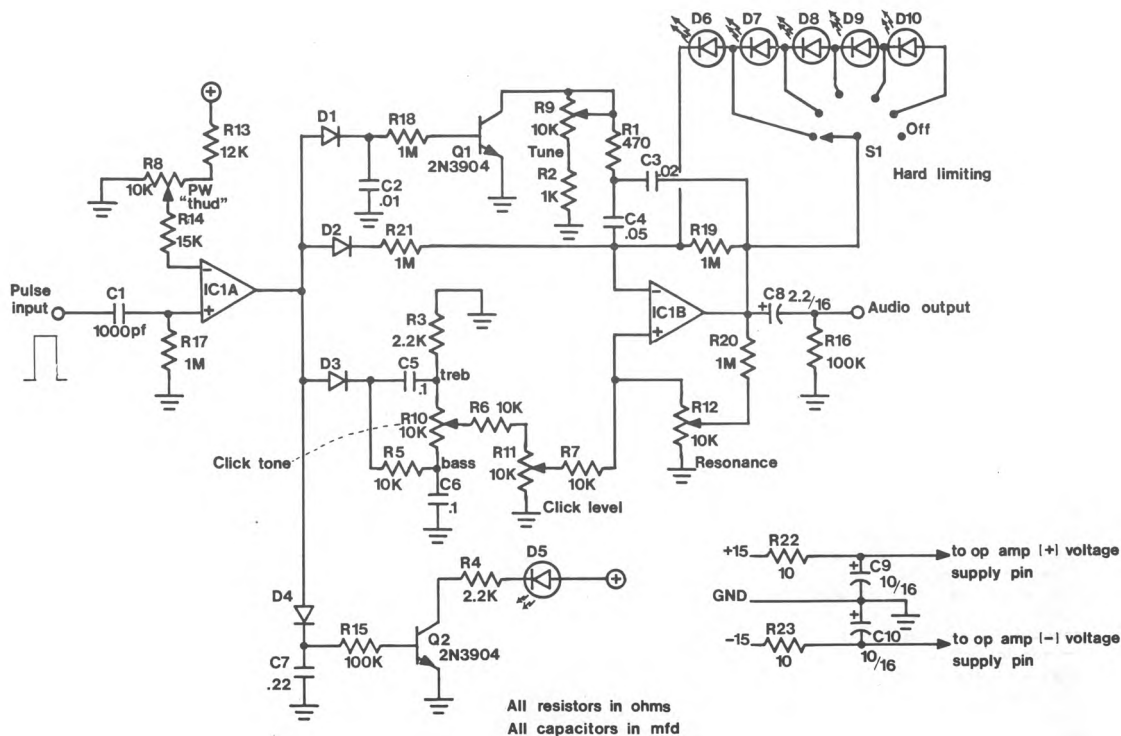 D6 D7 D8 D9 D10
Off
S1
Hard limiting
R13
12K
R8
10K
PW
"thud"
R14
15K
D1
R18
1M
Q1
2N3904
C2
.01
R9
10K
Tune
R2
1K
R1
470
C3
.02
C4
.05
D2
R21
1M
R19
1M
Pulse
input
C1
1000pf
R17
1M
IC1A
−
+
IC1B
−
+
+
C8
2.2/16
Audio output
R16
100K
R20
1M
R12
10K
Resonance
R3
2.2K
D3
C5
.1
treb
R10
10K
R6 10K
Click tone
R5
10K
bass
C6
.1
R11
10K
Click level
R7
10K
D4
R15
100K
C7
.22
Q2
2N3904
R4
2.2K
D5
+15
R22
10
to op amp (+) voltage
supply pin
+
C9
10/16
GND
+
C10
10/16
−15
R23
10
to op amp (−) voltage
supply pin
All resistors in ohms
All capacitors in mfd